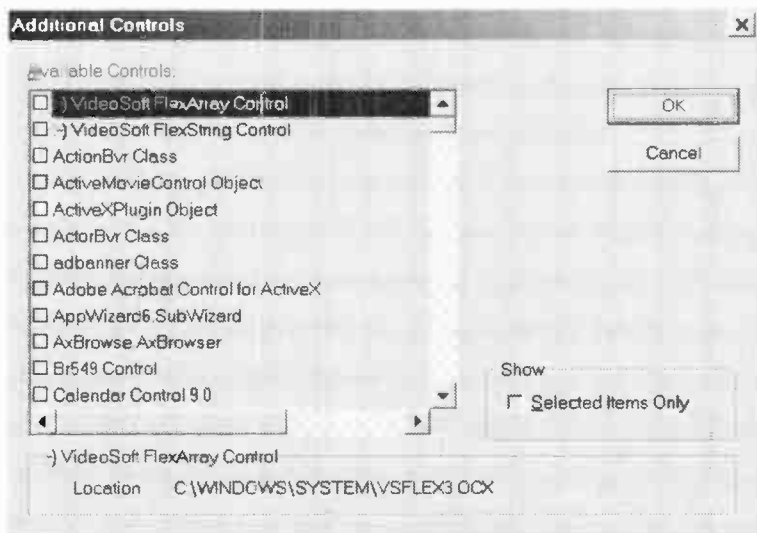 Additional Controls
Available Controls:
:-) VideoSoft FlexArray Control
:-) VideoSoft FlexString Control
ActionBvr Class
ActiveMovieControl Object
ActiveXPlugin Object
ActorBvr Class
adbanner Class
Adobe Acrobat Control for ActiveX
AppWizard6.SubWizard
AxBrowse.AxBrowser
Br549 Control
Calendar Control 9.0
OK
Cancel
Show
Selected Items Only
:-) VideoSoft FlexArray Control
Location C:\WINDOWS\SYSTEM\VSFLEX3.OCX